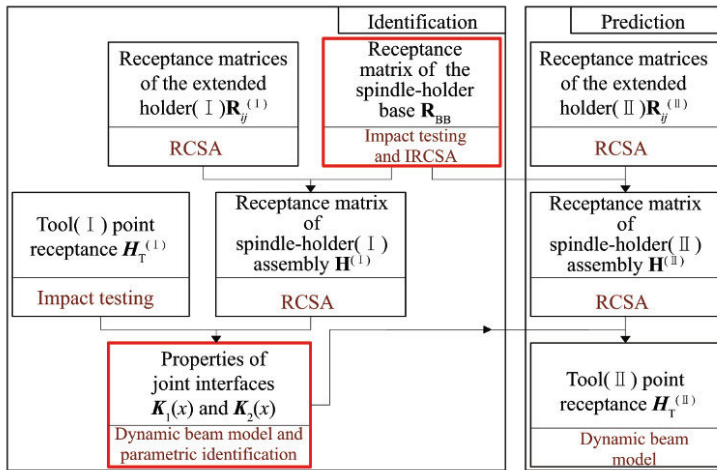 Identification
Prediction
Receptance matrices
of the extended
holder(Ⅰ)R_ij^(Ⅰ)
RCSA
Receptance
matrix of the
spindle-holder
base R_BB
Impact testing
and IRCSA
Receptance matrices
of the extended
holder(Ⅱ)R_ij^(Ⅱ)
RCSA
Tool(Ⅰ) point
receptance H_T^(Ⅰ)
Impact testing
Receptance matrix
of
spindle-holder(Ⅰ)
assembly H^(Ⅰ)
RCSA
Receptance matrix
of
spindle-holder(Ⅱ)
assembly H^(Ⅱ)
RCSA
Properties of
joint interfaces
K_1(x) and K_2(x)
Dynamic beam model and
parametric identification
Tool(Ⅱ) point
receptance H_T^(Ⅱ)
Dynamic beam
model